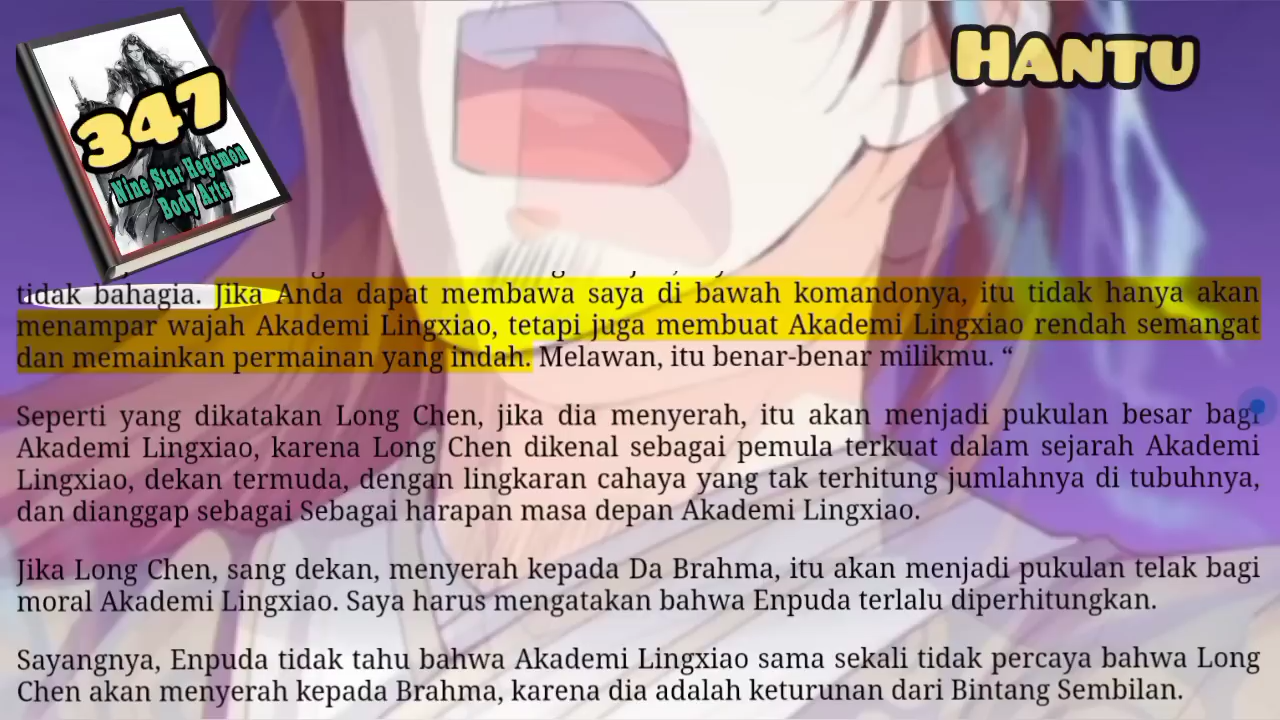 HANTU
347
Nine Star Hegemon
Body Arts
tidak bahagia. Jika Anda dapat membawa saya di bawah komandonya, itu tidak hanya akan
menampar wajah Akademi Lingxiao, tetapi juga membuat Akademi Lingxiao rendah semangat
dan memainkan permainan yang indah. Melawan, itu benar-benar milikmu. “
Seperti yang dikatakan Long Chen, jika dia menyerah, itu akan menjadi pukulan besar bagi
Akademi Lingxiao, karena Long Chen dikenal sebagai pemula terkuat dalam sejarah Akademi
Lingxiao, dekan termuda, dengan lingkaran cahaya yang tak terhitung jumlahnya di tubuhnya,
dan dianggap sebagai Sebagai harapan masa depan Akademi Lingxiao.
Jika Long Chen, sang dekan, menyerah kepada Da Brahma, itu akan menjadi pukulan telak bagi
moral Akademi Lingxiao. Saya harus mengatakan bahwa Enpuda terlalu diperhitungkan.
Sayangnya, Enpuda tidak tahu bahwa Akademi Lingxiao sama sekali tidak percaya bahwa Long
Chen akan menyerah kepada Brahma, karena dia adalah keturunan dari Bintang Sembilan.